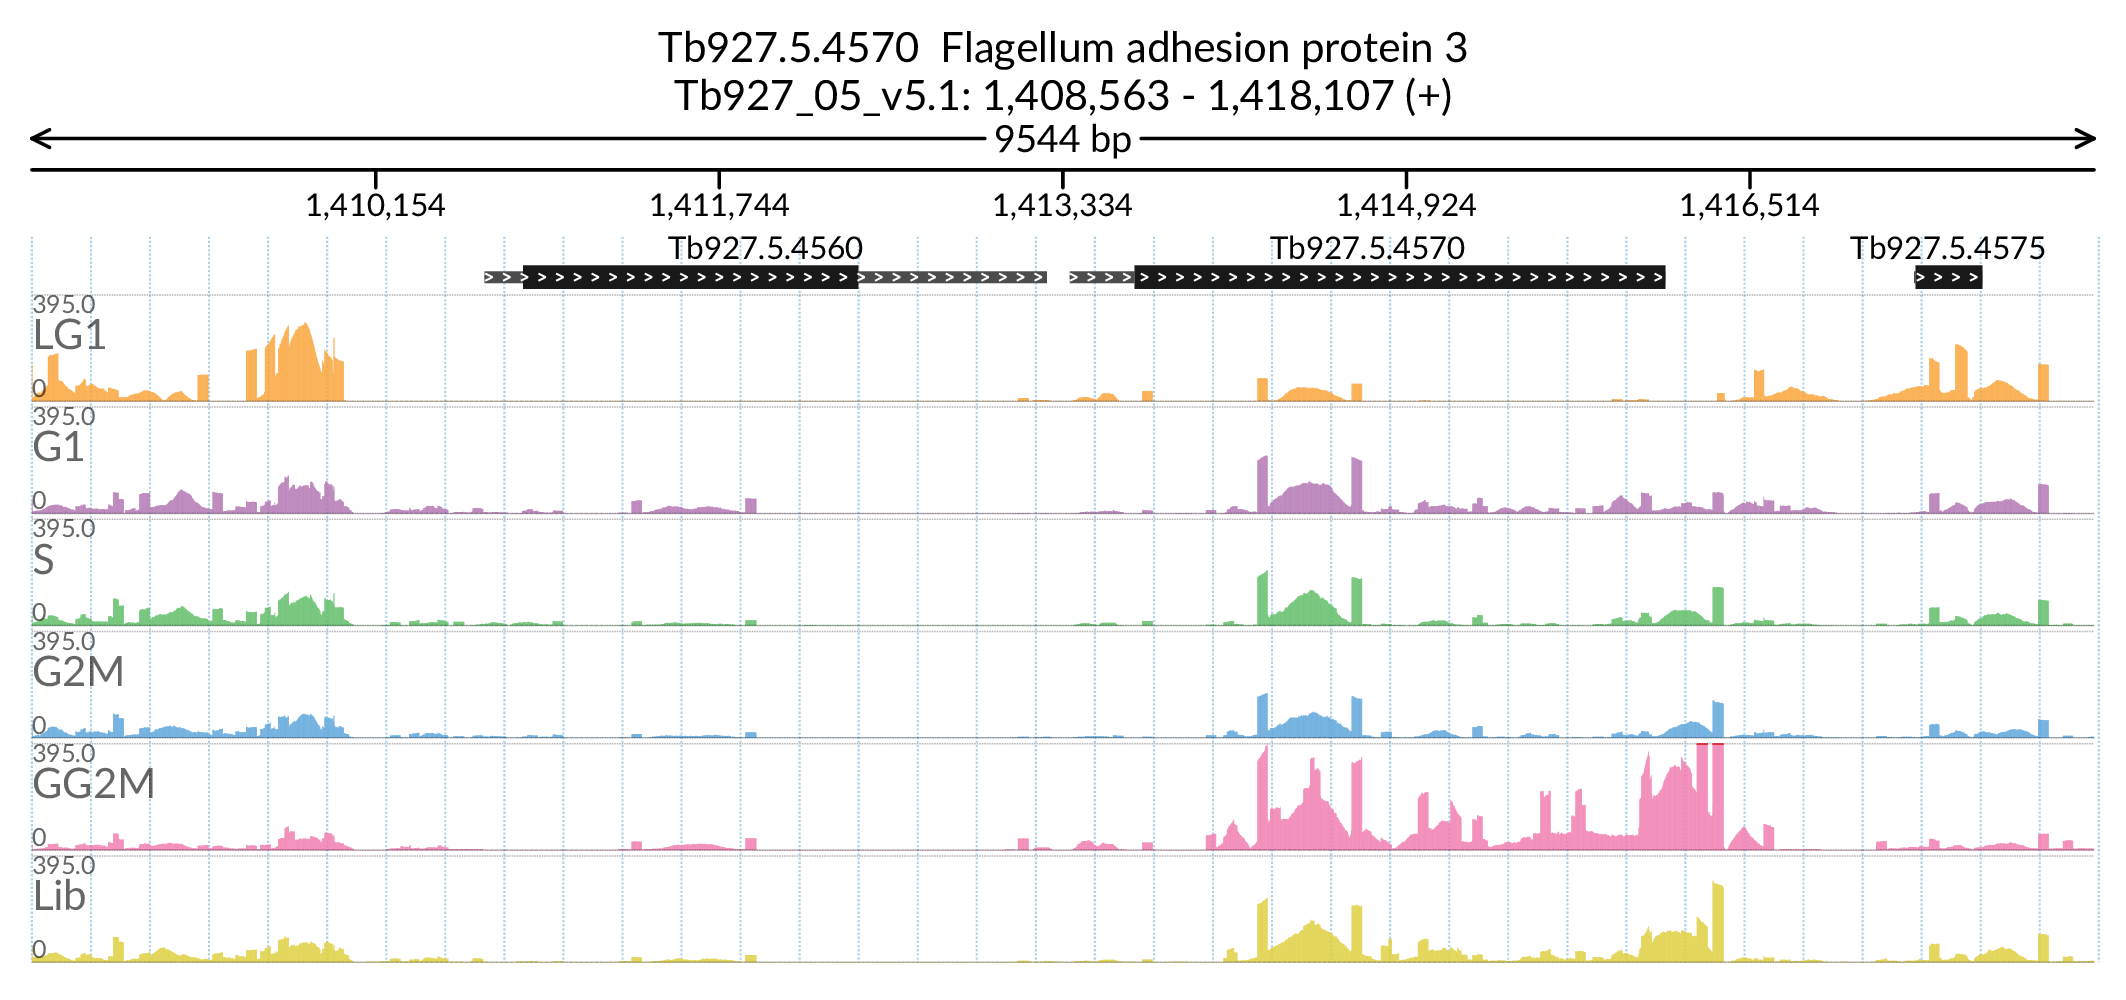 Tb927.5.4570 Flagellum adhesion protein 3
Tb927_05_v5.1: 1,408,563 - 1,418,107 (+)
9544 bp
1,410,154 1,411,744 1,413,334 1,414,924 1,416,514
Tb927.5.4560 Tb927.5.4570 Tb927.5.4575
395.0
LG1
0
395.0
G1
0
395.0
S
0
395.0
G2M
0
395.0
GG2M
0
395.0
Lib
0